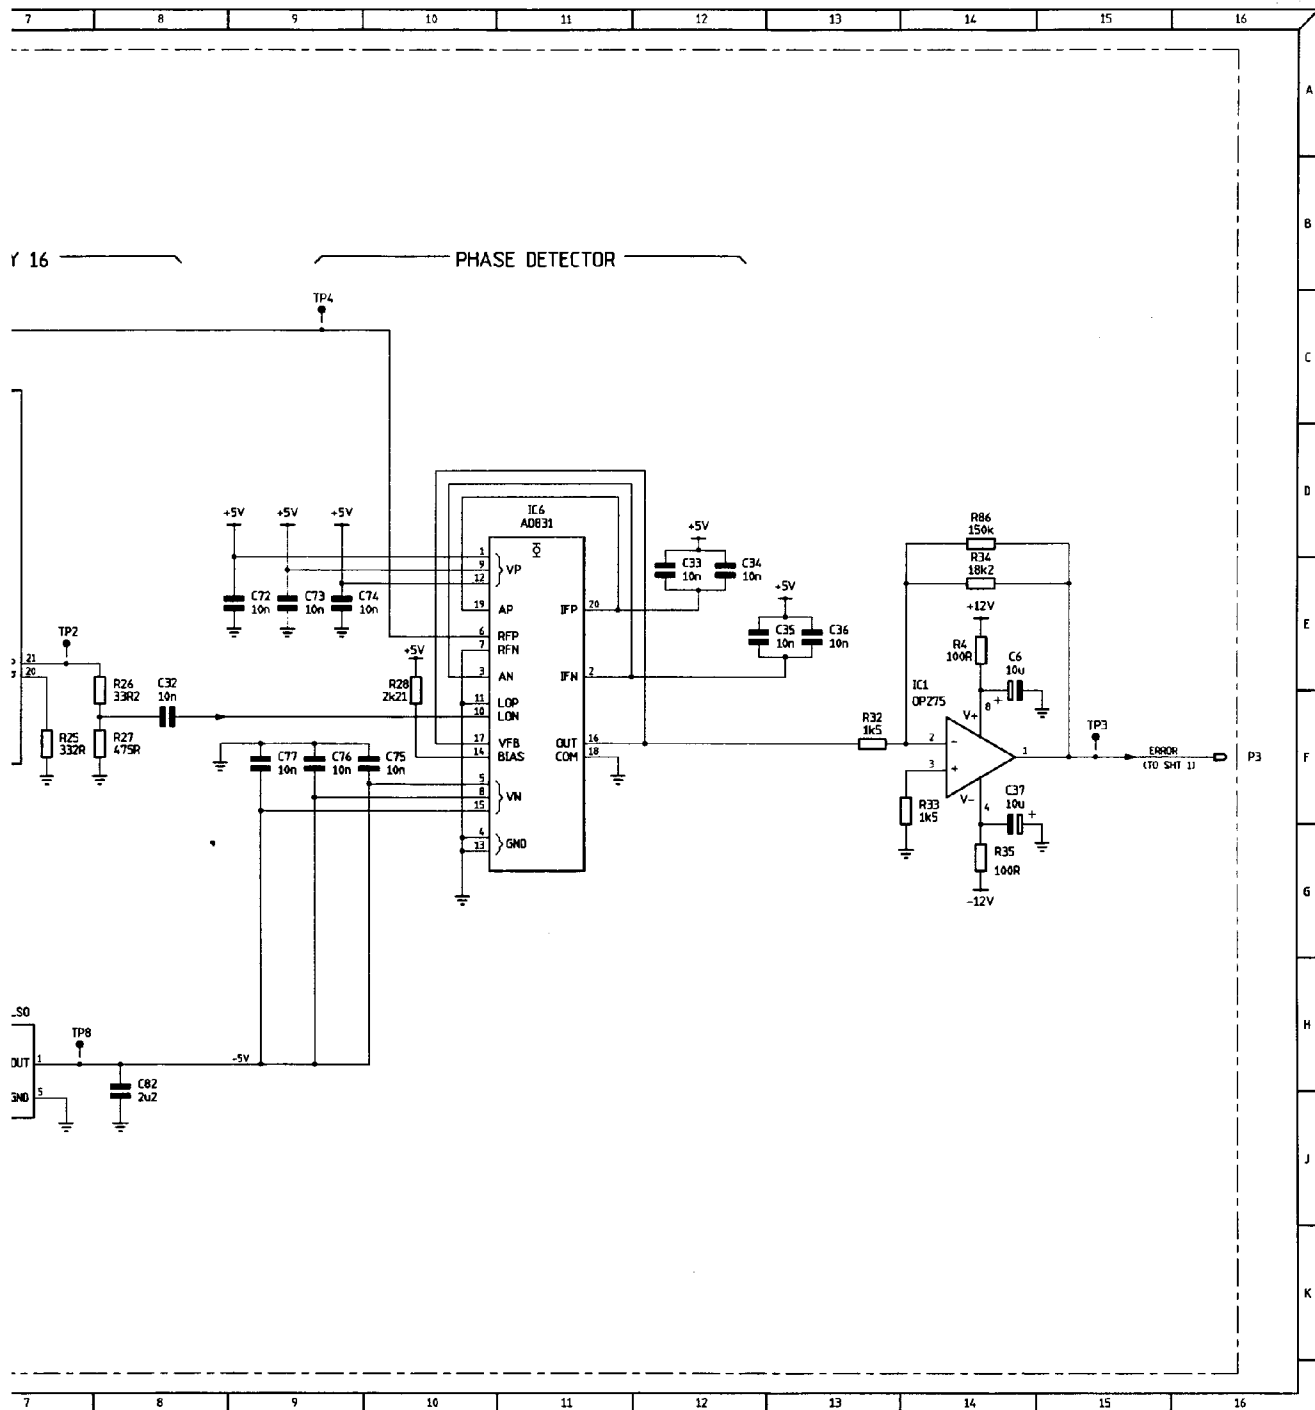 7 8 9 10 11 12 13 14 15 16
A
B
Y 16
PHASE DETECTOR
TP4
C
D
+5V +5V +5V
IC6
AD831
+5V
R86
150k
R34
18k2
1
9
12
VP
C33
10n
C34
10n
+5V
C72
10n
C73
10n
C74
10n
19 AP
IFP 20
+12V
E
TP2
6 RFP
7 RFN
C35
10n
C36
10n
R4
100R
C6
10u
+5V
21
20
R26
33R2
C32
10n
R28
2k21
3 AN
IFN 2
IC1
OP275
8 +
11 LOP
10 LON
R32
1k5
V+
TP3
R25
332R
R27
475R
C77
10n
C76
10n
C75
10n
17 VFB
14 BIAS
OUT 16
COM 18
2 -
3 +
1
ERROR
(TO SHT 1)
P3
F
5
8
15
VN
R33
1k5
V-
4
C37
10u
+
4
13
GND
R35
100R
-12V
G
LSO
TP8
H
OUT 1
-5V
GND 5
C82
2u2
J
K
7 8 9 10 11 12 13 14 15 16